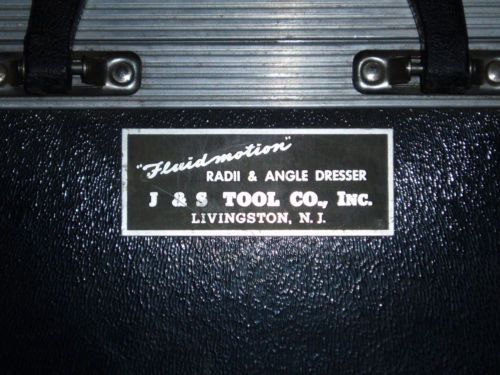 "Fluidmotion"
RADII & ANGLE DRESSER
J & S TOOL CO., INC.
LIVINGSTON, N. J.